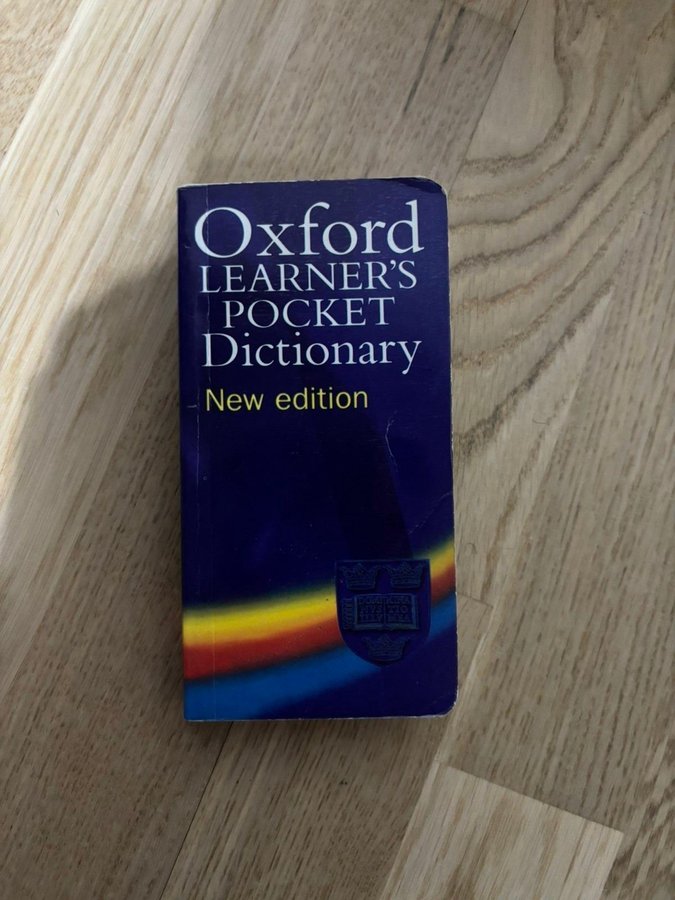 Oxford
LEARNER'S
POCKET
Dictionary
New edition